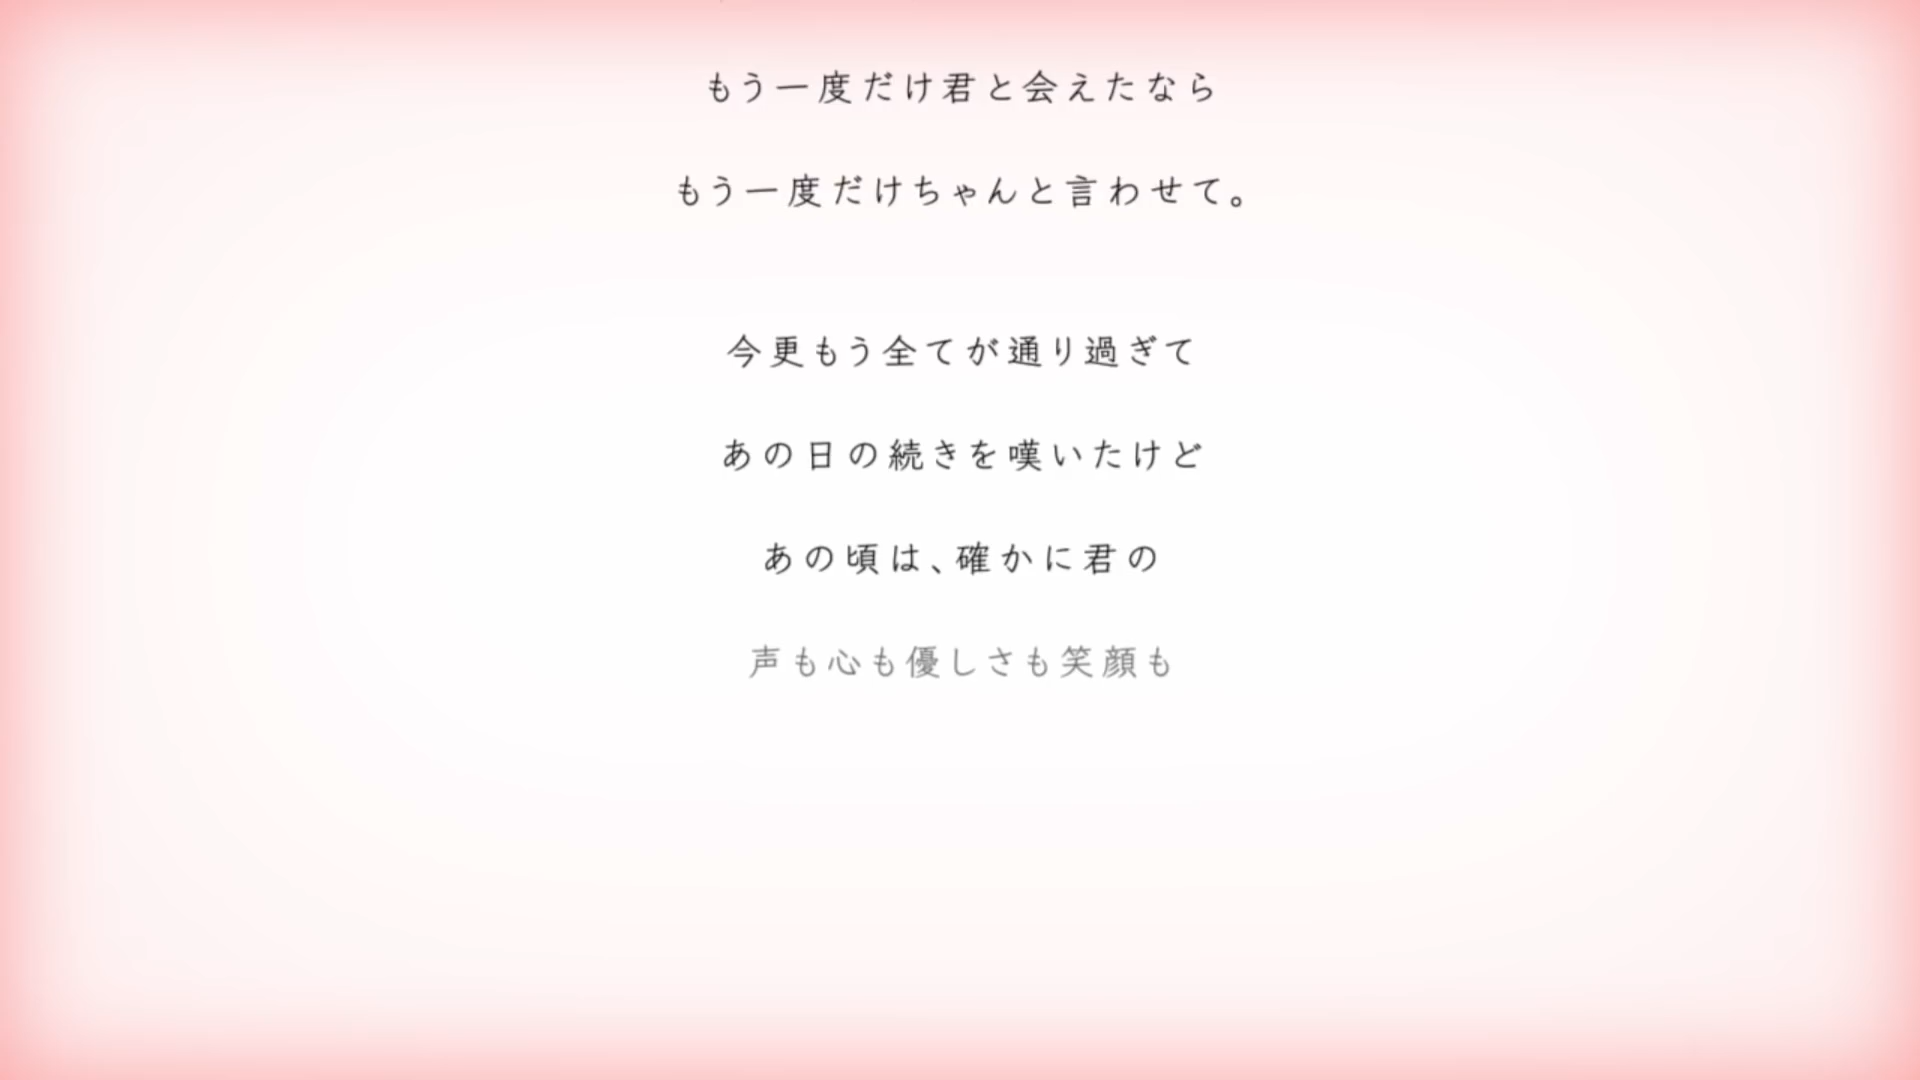 もう一度だけ君と会えたなら
もう一度だけちゃんと言わせて。
今更もう全てが通り過ぎて
あの日の続きを嘆いたけど
あの頃は、確かに君の
声も心も優しさも笑顔も